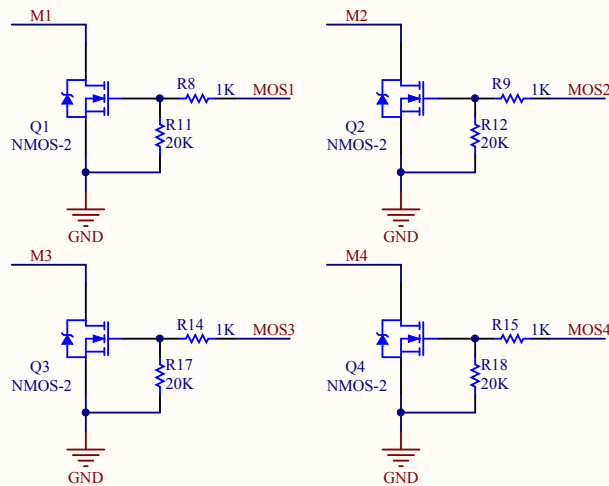 M1
R8
1K
MOS1
R11
20K
Q1
NMOS-2
GND
M2
R9
1K
MOS2
R12
20K
Q2
NMOS-2
GND
M3
R14
1K
MOS3
R17
20K
Q3
NMOS-2
GND
M4
R15
1K
MOS4
R18
20K
Q4
NMOS-2
GND